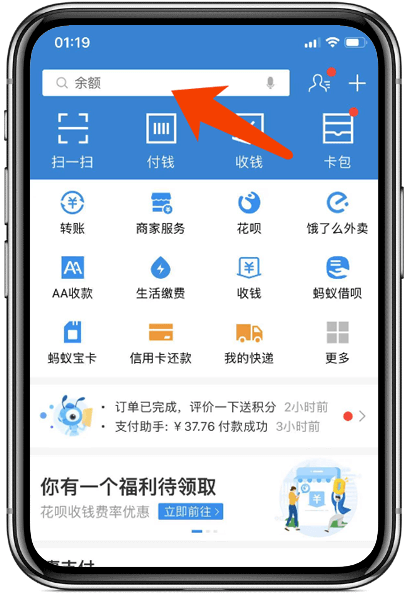 01:19
余额
扫一扫 付钱 收钱 卡包
转账 商家服务 花呗 饿了么外卖
AA收款 生活缴费 收钱 蚂蚁借呗
蚂蚁宝卡 信用卡还款 我的快递 更多
• 订单已完成，评价一下送积分 2小时前
• 支付助手:￥37.76 付款成功 3小时前
你有一个福利待领取
花呗收钱费率优惠 立即前往>